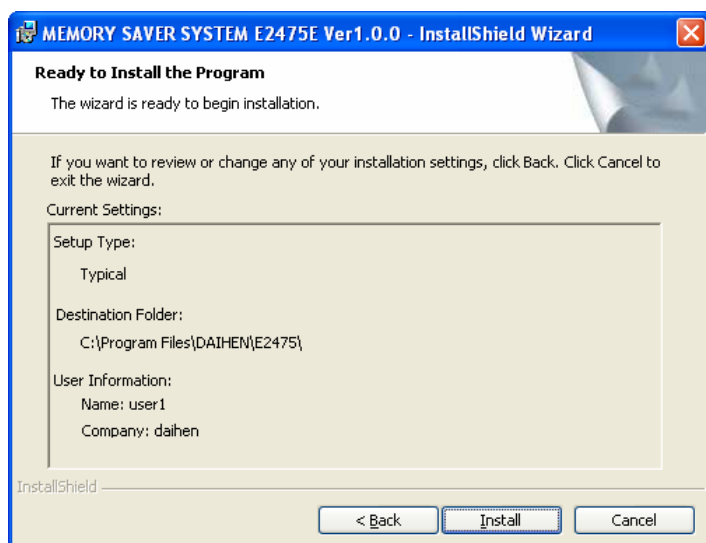 MEMORY SAVER SYSTEM E2475E Ver1.0.0 - InstallShield Wizard
Ready to Install the Program
The wizard is ready to begin installation.
If you want to review or change any of your installation settings, click Back. Click Cancel to
exit the wizard.
Current Settings:
Setup Type:
Typical
Destination Folder:
C:\Program Files\DAIHEN\E2475\
User Information:
Name: user1
Company: daihen
InstallShield
< Back
Install
Cancel